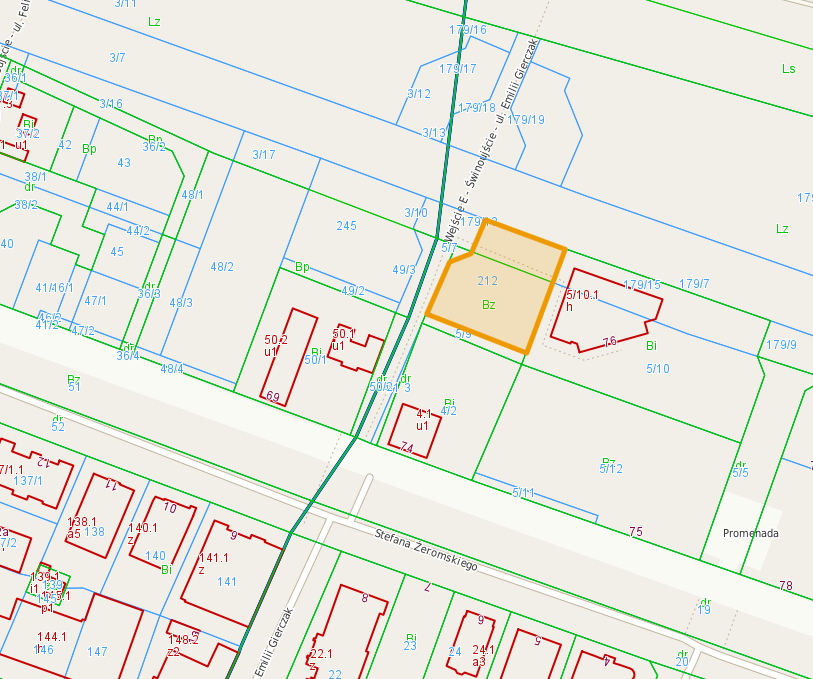 3/11
Lz
179/16
3/7
179/17
Ls
dr
36/1
3/16
3/12
179/18
179/19
37/2
u1
42
Bp
Bp
36/2
43
3/13
3/17
38/1
dr
38/2
44/1
48/1
3/10
Wejście E - Świnoujście - ul. Emilii Gierczak
Lz
40
44/2
45
245
5/7
48/2
Bp
49/3
212
5/10.1
h
179/15
179/7
41/1
46/1
47/1
dr
36/3
48/3
49/2
Bz
46/2
41/2
47/2
dr
36/4
48/4
50.2
u1
50.1
u1
Bi
50/1
5/9
76
Bi
5/10
179/9
Bz
51
69
dr
50/2
dr
Bi
4/2
4.1
u1
74
dr
52
Bz
5/12
dr
5/5
12
137/1
11
138.1
138
10
140.1
z
140
Bi
9
141.1
z
141
5/11
75
Promenada
Stefana Żeromskiego
78
139
dr
19
144.1
146
147
148.2
z2
Emilii Gierczak
8
22.1
z
22
7
Bi
23
6
24
24.1
a3
5
4
dr
20